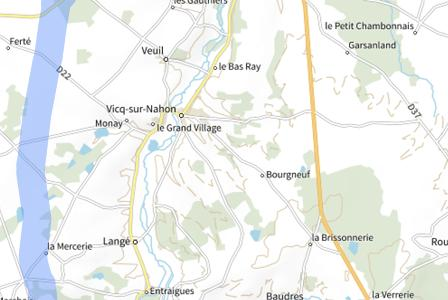 les Gauthiers
le Petit Chambonnais
Ferté
Veuil
Garsanland
le Bas Ray
D22
Vicq-sur-Nahon
D37
Monay
le Grand Village
Bourgneuf
Langé
la Brissonnerie
la Mercerie
Entraigues
Baudres
la Verrerie